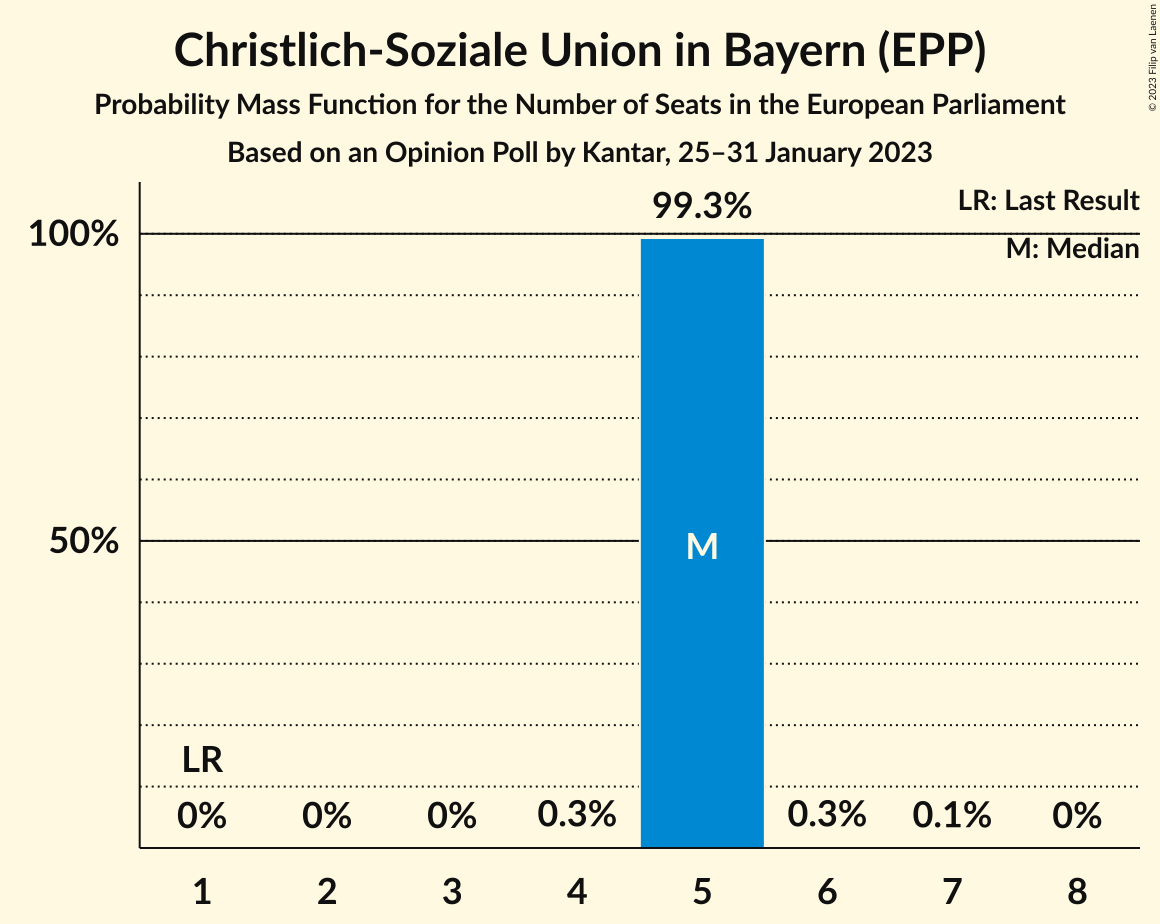 Christlich-Soziale Union in Bayern (EPP)
Probability Mass Function for the Number of Seats in the European Parliament
Based on an Opinion Poll by Kantar, 25–31 January 2023
© 2023 Filip van Laenen
LR: Last Result
M: Median
99.3%
100%
50%
M
LR
0% 0% 0% 0.3% 0.3% 0.1% 0%
1 2 3 4 5 6 7 8